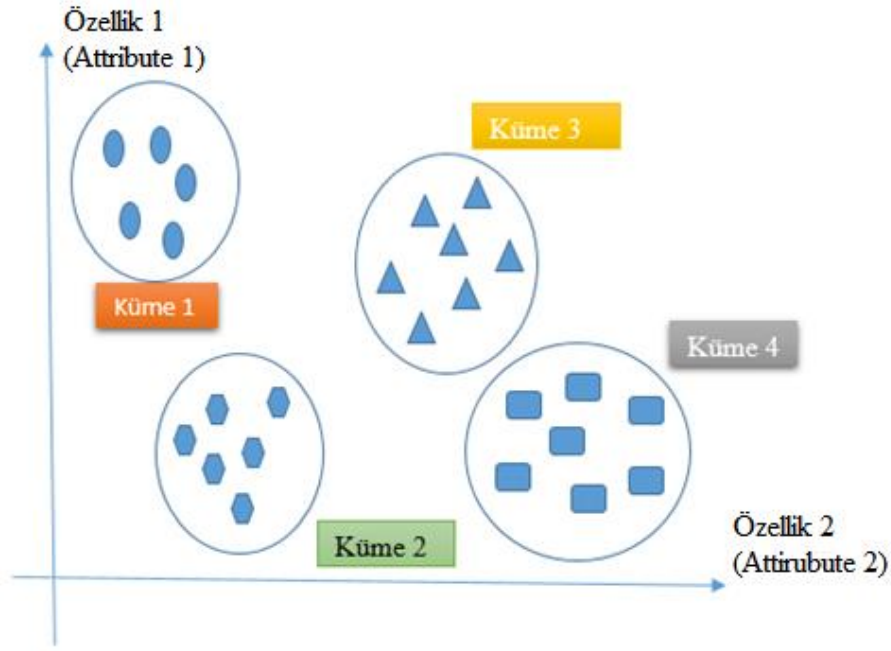 Özellik 1
(Attribute 1)
Küme 3
Küme 1
Küme 4
Küme 2
Özellik 2
(Attirubute 2)